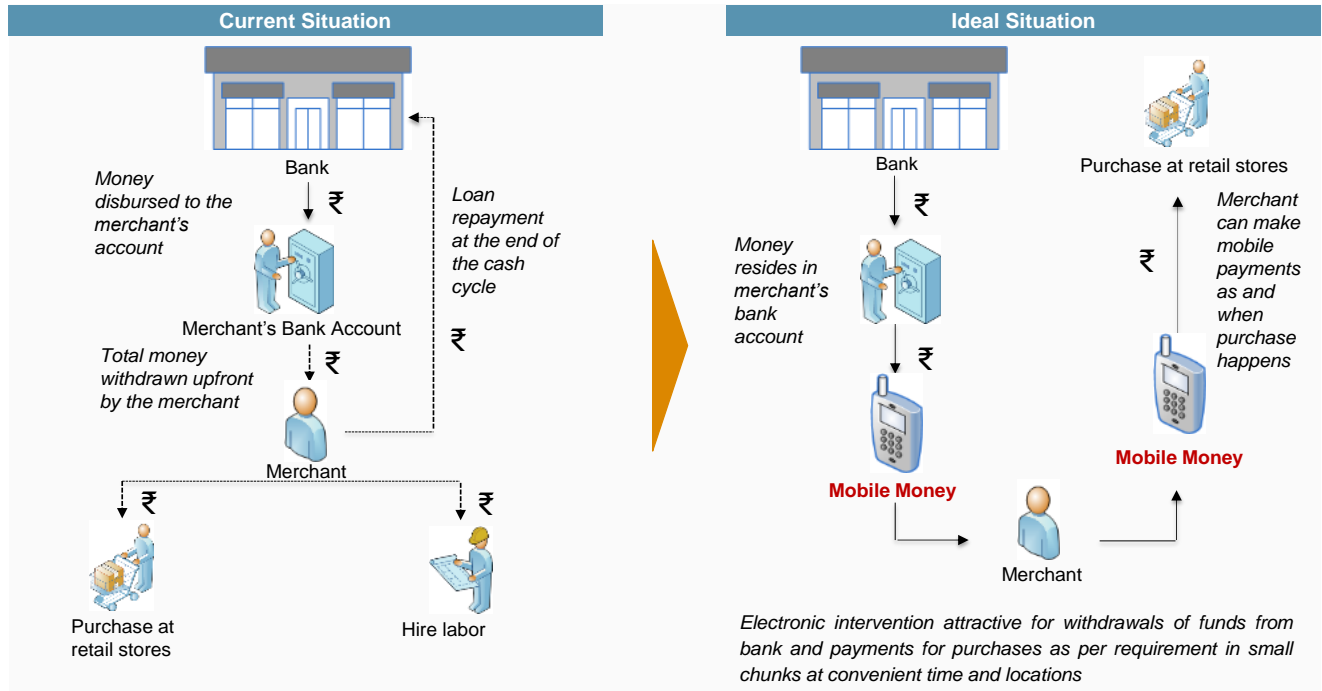 Current Situation
Bank
Money
disbursed to the
merchant's
account
₹
Loan
repayment
at the end of
the cash
cycle
₹
Merchant's Bank Account
Total money
withdrawn upfront
by the merchant
₹
Merchant
₹
₹
Purchase at
retail stores
Hire labor
Ideal Situation
Bank
₹
Money
resides in
merchant's
bank
account
₹
Mobile Money
Merchant
Mobile Money
₹
Merchant
can make
mobile
payments
as and
when
purchase
happens
Purchase at retail stores
Electronic intervention attractive for withdrawals of funds from
bank and payments for purchases as per requirement in small
chunks at convenient time and locations